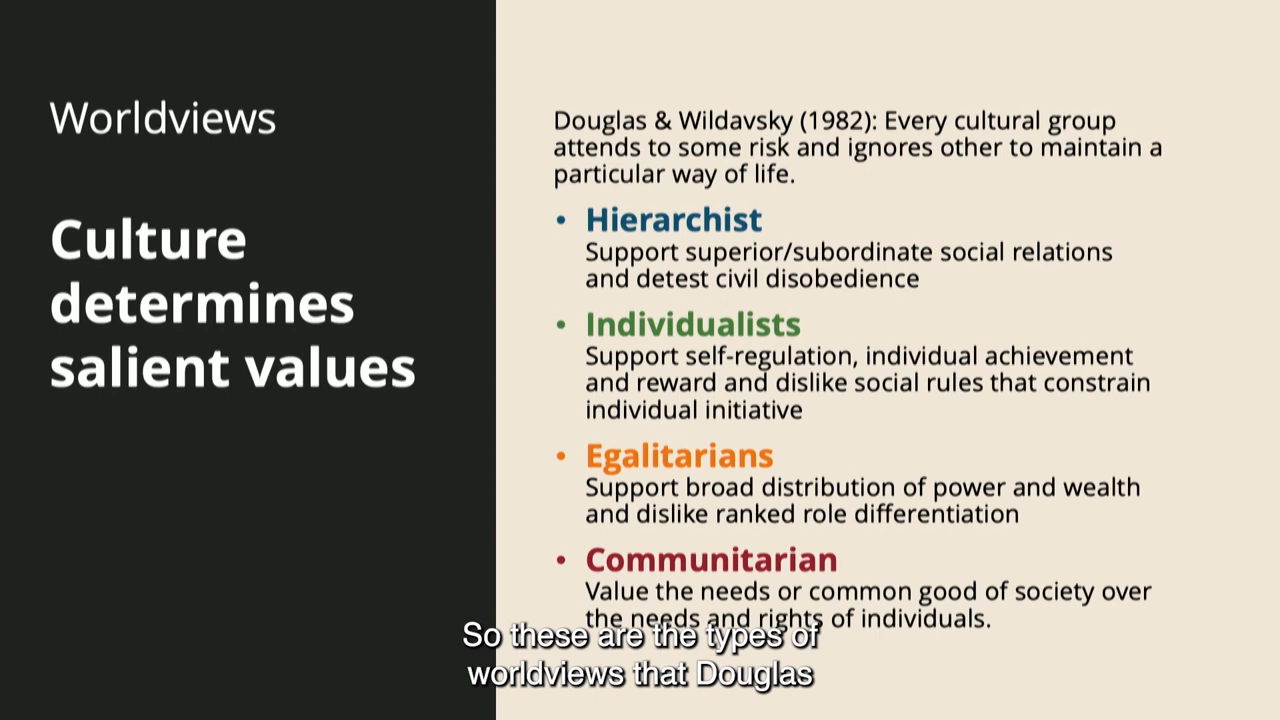 Worldviews
Culture
determines
salient values
Douglas & Wildavsky (1982): Every cultural group
attends to some risk and ignores other to maintain a
particular way of life.
• Hierarchist
Support superior/subordinate social relations
and detest civil disobedience
• Individualists
Support self-regulation, individual achievement
and reward and dislike social rules that constrain
individual initiative
• Egalitarians
Support broad distribution of power and wealth
and dislike ranked role differentiation
• Communitarian
Value the needs or common good of society over
the needs and rights of individuals.
So these are the types of
worldviews that Douglas